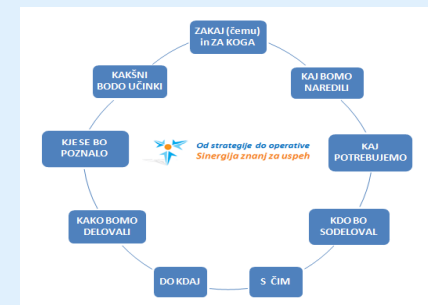 ZAKAJ (čemu)
in ZA KOGA
KAJ BOMO
NAREDILI
KAJ
POTREBUJEMO
KDO BO
SODELOVAL
S ČIM
DO KDAJ
KAKO BOMO
DELOVALI
KJE SE BO
POZNALO
KAKŠNI
BODO UČINKI
Od strategije do operative
Sinergija znanj za uspeh